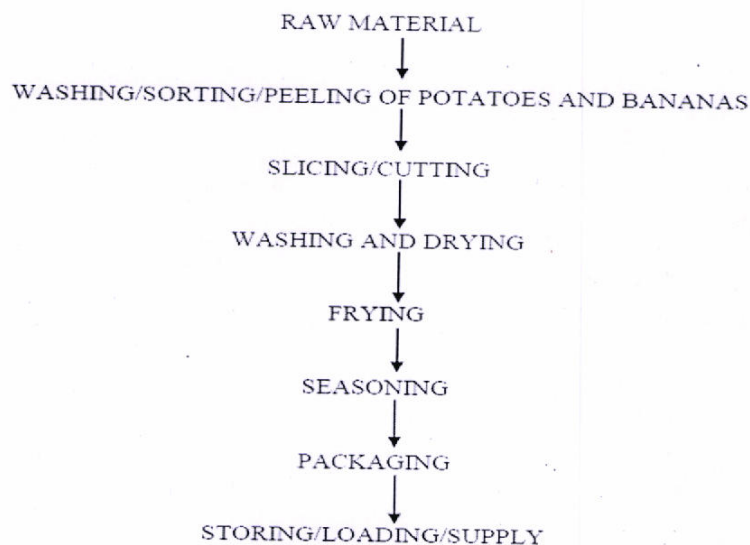 RAW MATERIAL
WASHING/SORTING/PEELING OF POTATOES AND BANANAS
SLICING/CUTTING
WASHING AND DRYING
FRYING
SEASONING
PACKAGING
STORING/LOADING/SUPPLY